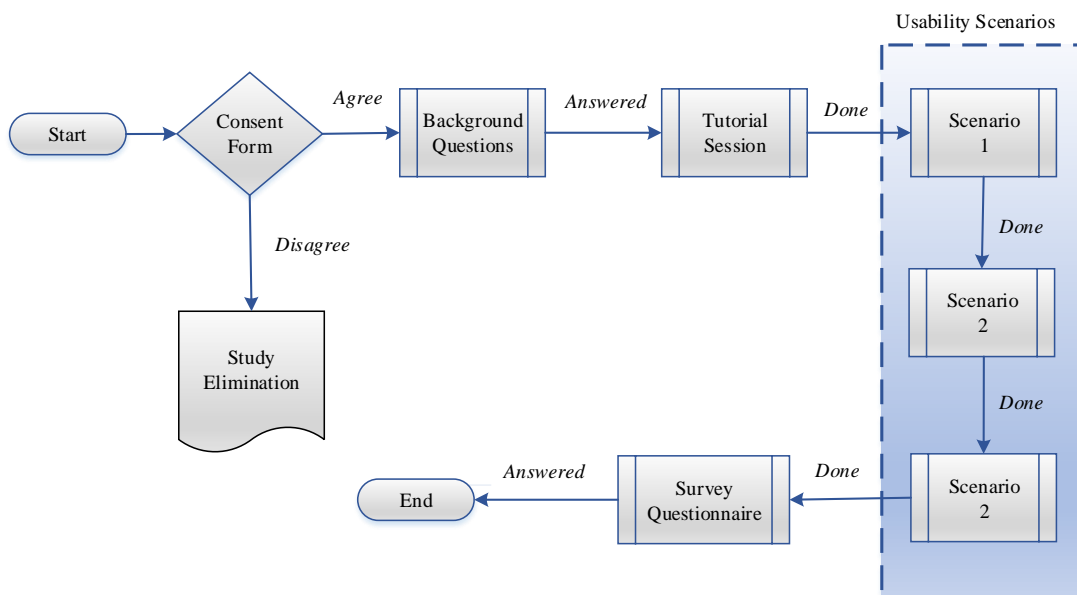 Usability Scenarios
Start
Consent
Form
Agree
Background
Questions
Answered
Tutorial
Session
Done
Scenario
1
Done
Disagree
Scenario
2
Study
Elimination
Done
Scenario
2
Done
Survey
Questionnaire
Answered
End